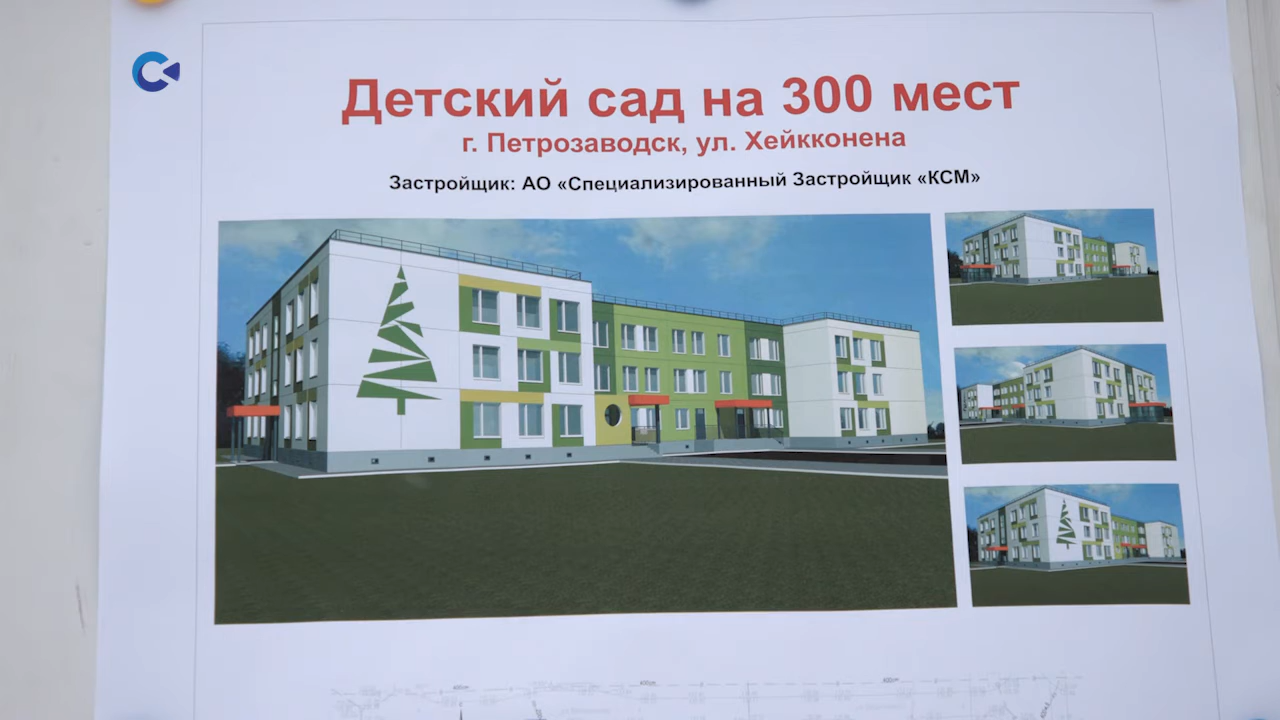 Детский сад на 300 мест
г. Петрозаводск, ул. Хейкконена
Застройщик: АО «Специализированный Застройщик «КСМ»